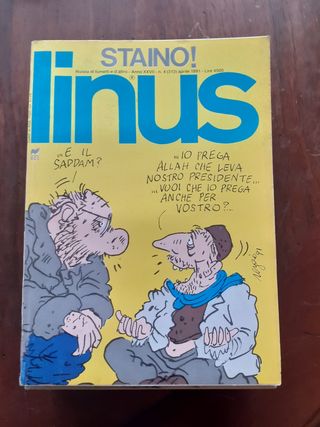 STAINO!
linus
Rivista di fumetti e d'altro - Anno XXVII - n. 4 (313) aprile 1991 - Lire 6500
...E IL
SADDAM?
...IO PREGA
ALLAH CHE LEVA
NOSTRO PRESIDENTE...
...VUOI CHE IO PREGA
ANCHE PER
VOSTRO?...